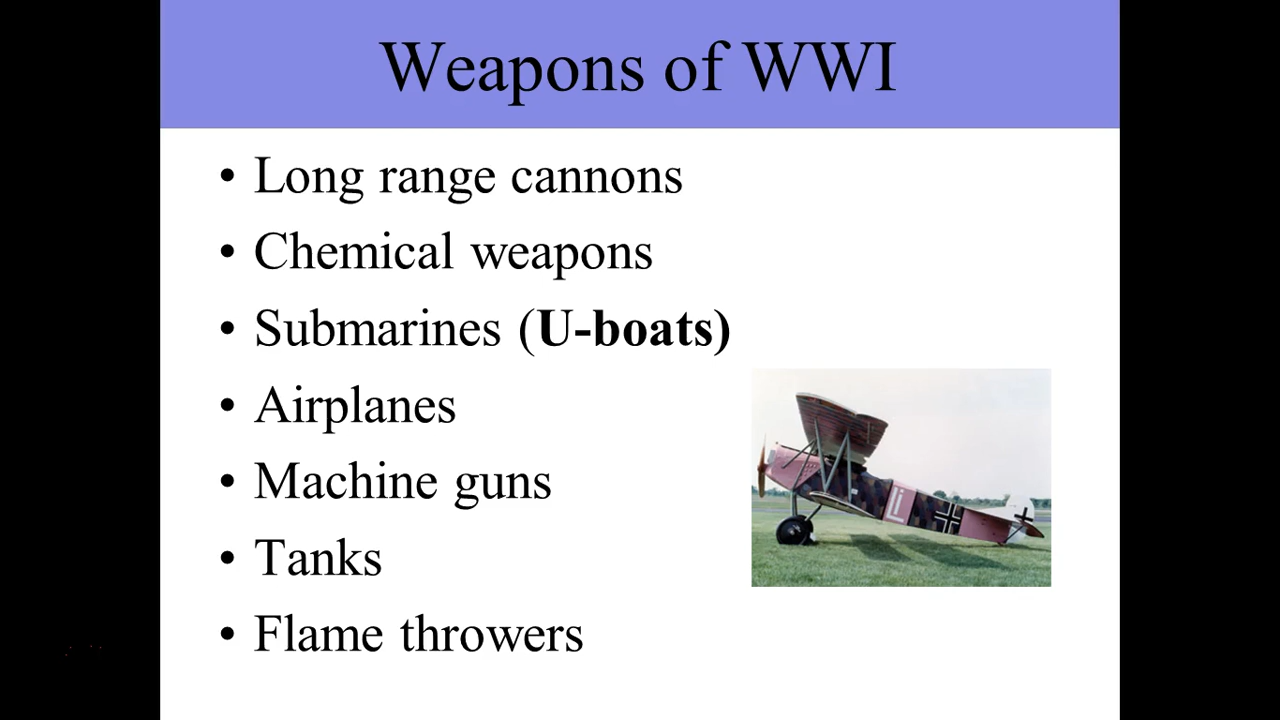 Weapons of WWI
• Long range cannons
• Chemical weapons
• Submarines (U-boats)
• Airplanes
• Machine guns
• Tanks
• Flame throwers